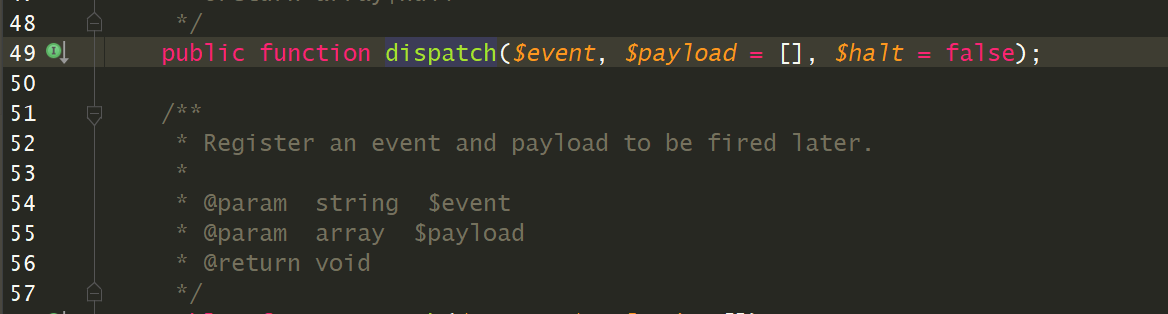 48 */
49 public function dispatch($event, $payload = [], $halt = false);
50
51 /**
52 * Register an event and payload to be fired later.
53 *
54 * @param  string  $event
55 * @param  array  $payload
56 * @return void
57 */